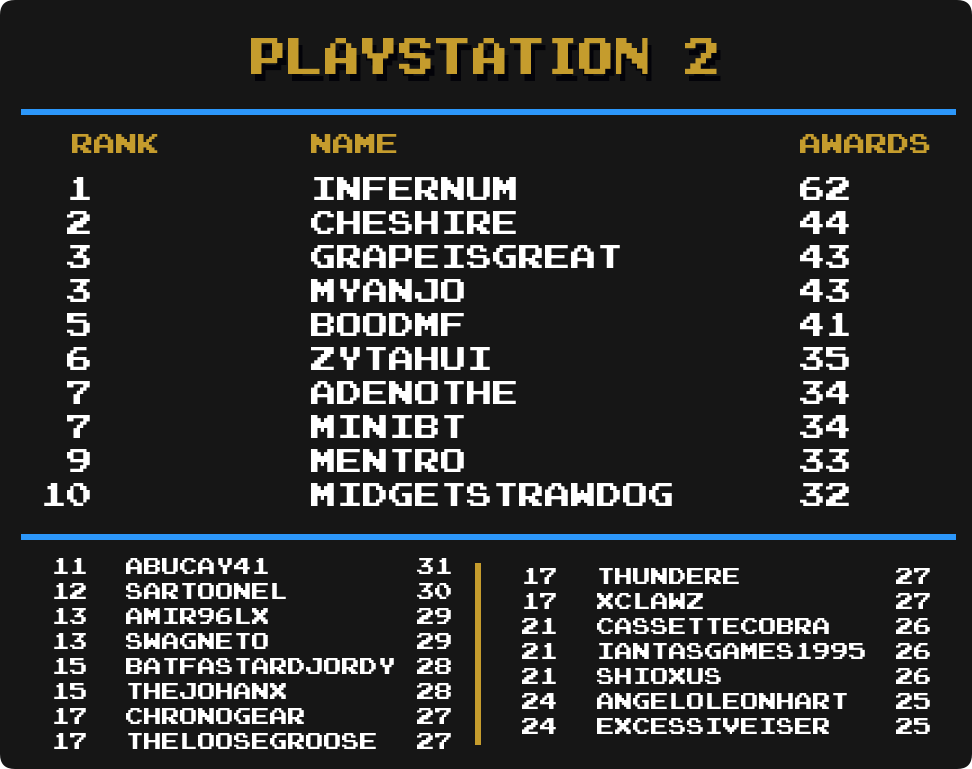 PLAYSTATION 2
RANK NAME AWARDS
1 INFERNUM 62
2 CHESHIRE 44
3 GRAPEISGREAT 43
3 MYANJO 43
5 BOODMF 41
6 ZYTAHUI 35
7 ADENOTHE 34
7 MINIBT 34
9 MENTRO 33
10 MIDGETSTRAWDOG 32
11 ABUCAY41 31
12 SARTOONEL 30
13 AMIR96LX 29
13 SWAGNETO 29
15 BATFASTARDJORDY 28
15 THEJOHANX 28
17 CHRONOGEAR 27
17 THELOOSEGROOSE 27
17 THUNDERE 27
17 XCLAWZ 27
21 CASSETTECOBRA 26
21 IANTASGAMES1995 26
21 SHIOXUS 26
24 ANGELOLEONHART 25
24 EXCESSIVEISER 25